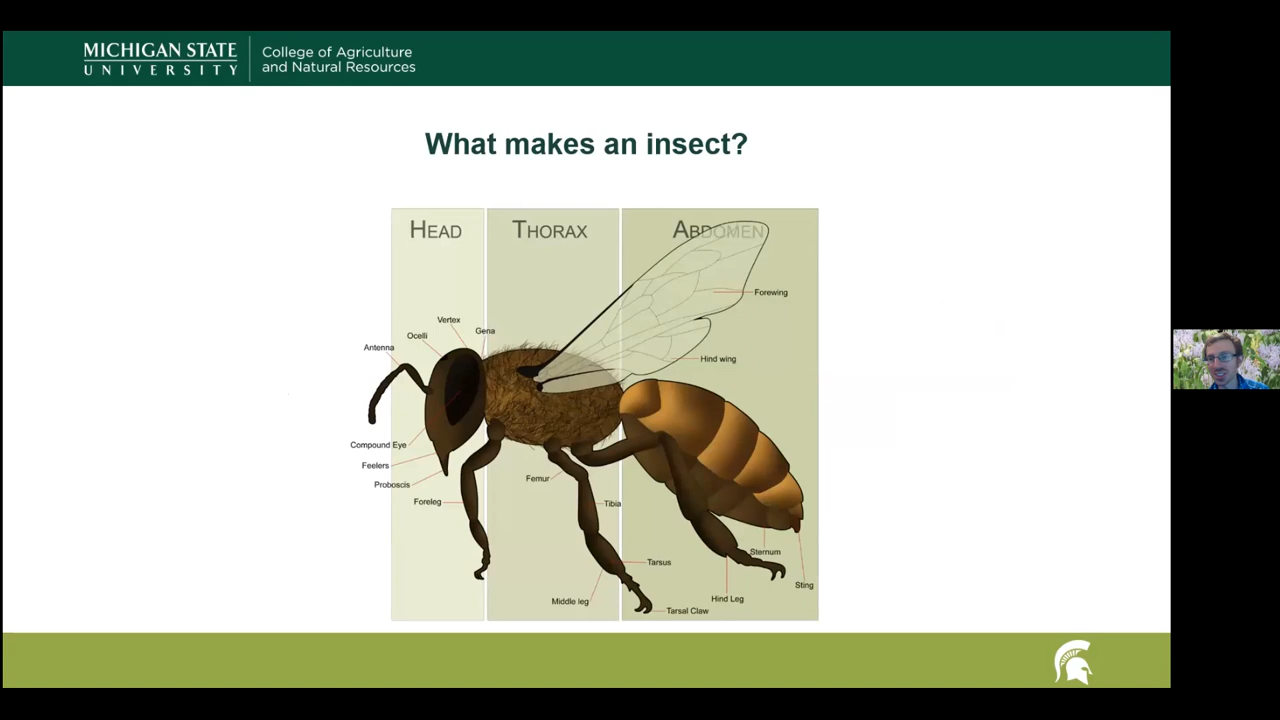 MICHIGAN STATE
UNIVERSITY
College of Agriculture
and Natural Resources
What makes an insect?
HEAD
THORAX
ABDOMEN
Forewing
Vertex
Gena
Ocelli
Antenna
Hind wing
Compound Eye
Feelers
Proboscis
Femur
Foreleg
Tibia
Sternum
Tarsus
Sting
Hind Leg
Middle leg
Tarsal Claw